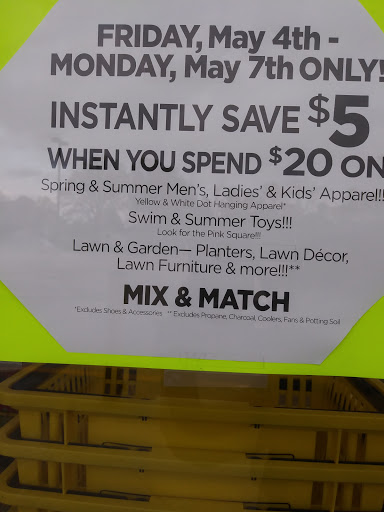 FRIDAY, May 4th -
MONDAY, May 7th ONLY!
INSTANTLY SAVE $5
WHEN YOU SPEND $20 ON
Spring & Summer Men's, Ladies' & Kids' Apparel!!
Yellow & White Dot Hanging Apparel*
Swim & Summer Toys!!!
Look for the Pink Square!!!
Lawn & Garden— Planters, Lawn Décor,
Lawn Furniture & more!!!**
MIX & MATCH
*Excludes Shoes & Accessories ** Excludes Propane, Charcoal, Coolers, Fans & Potting Soil